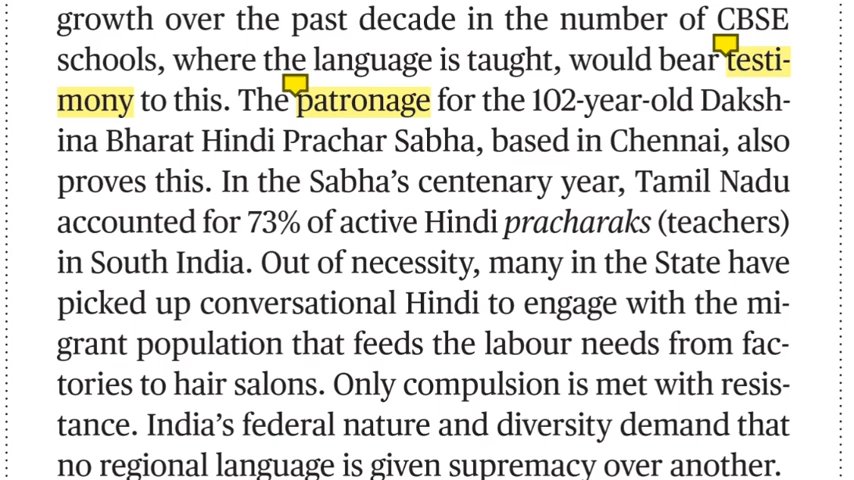 growth over the past decade in the number of CBSE
schools, where the language is taught, would bear testi-
mony to this. The patronage for the 102-year-old Daksh-
ina Bharat Hindi Prachar Sabha, based in Chennai, also
proves this. In the Sabha's centenary year, Tamil Nadu
accounted for 73% of active Hindi pracharaks (teachers)
in South India. Out of necessity, many in the State have
picked up conversational Hindi to engage with the mi-
grant population that feeds the labour needs from fac-
tories to hair salons. Only compulsion is met with resis-
tance. India's federal nature and diversity demand that
no regional language is given supremacy over another.